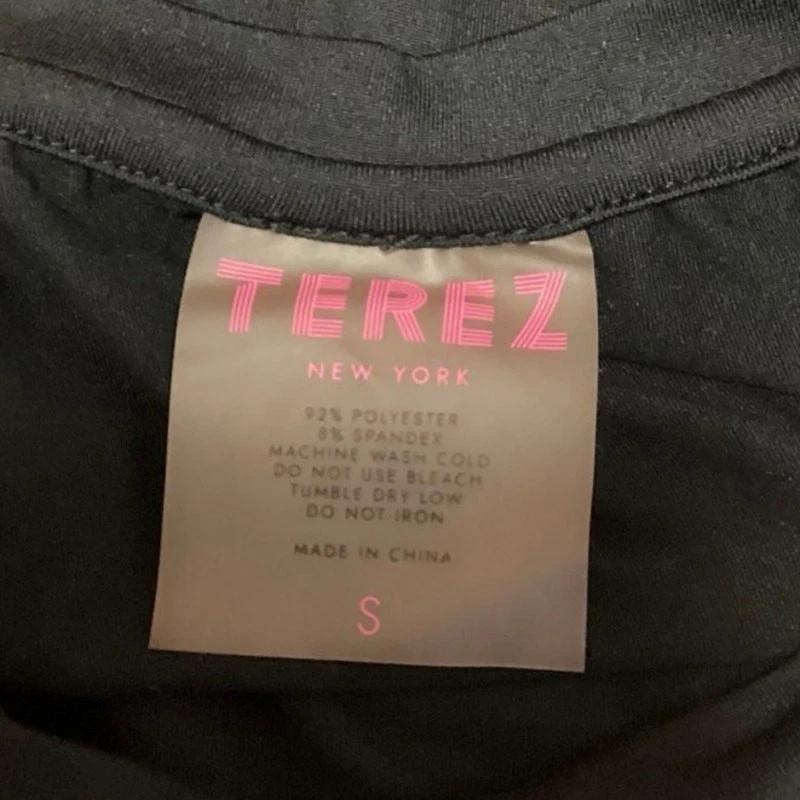 TEREZ
NEW YORK
92% POLYESTER
8% SPANDEX
MACHINE WASH COLD
DO NOT USE BLEACH
TUMBLE DRY LOW
DO NOT IRON
MADE IN CHINA
S